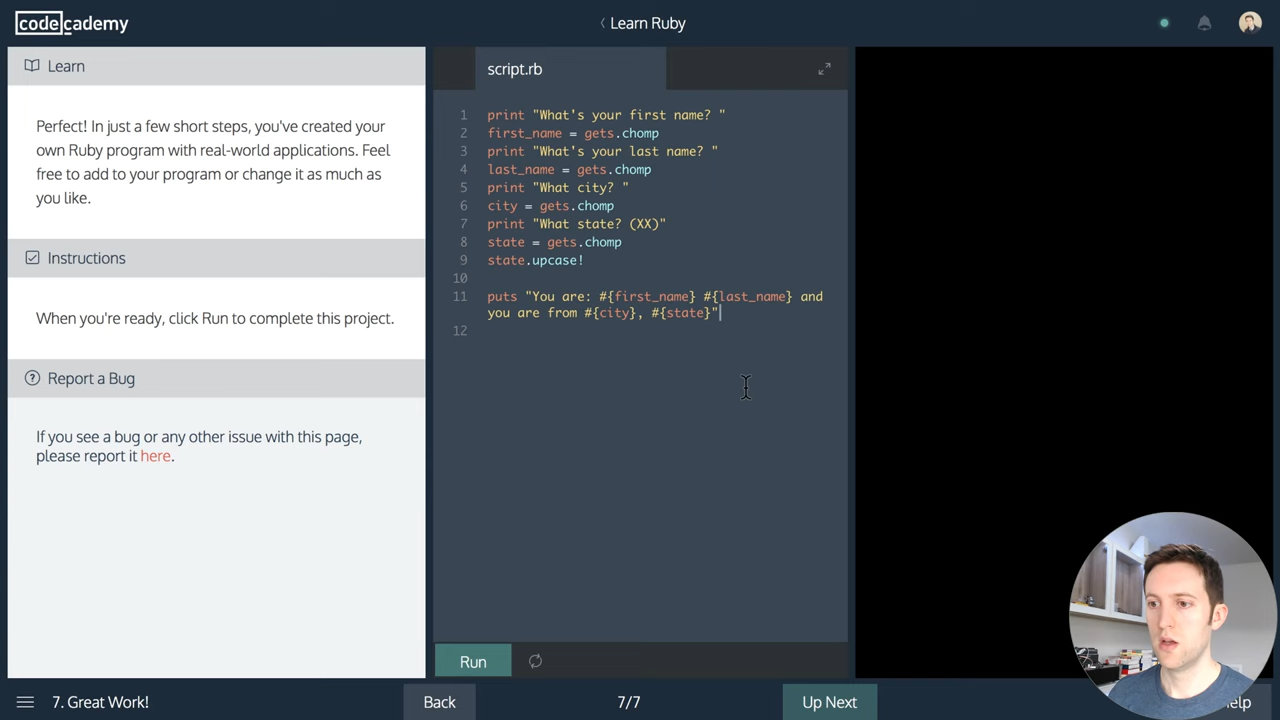 codecademy
Learn Ruby
Learn
Perfect! In just a few short steps, you've created your
own Ruby program with real-world applications. Feel
free to add to your program or change it as much as
you like.
Instructions
When you're ready, click Run to complete this project.
Report a Bug
If you see a bug or any other issue with this page,
please report it here.
script.rb
1 print "What's your first name? "
2 first_name = gets.chomp
3 print "What's your last name? "
4 last_name = gets.chomp
5 print "What city? "
6 city = gets.chomp
7 print "What state? (XX)"
8 state = gets.chomp
9 state.upcase!
10
11 puts "You are: #{first_name} #{last_name} and
you are from #{city}, #{state}"
12
Run
7. Great Work!
Back
7/7
Up Next